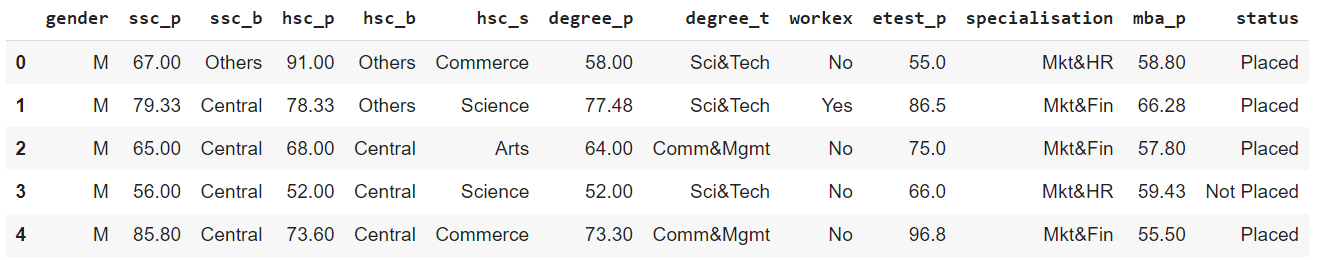 gender ssc_p ssc_b hsc_p hsc_b hsc_s degree_p degree_t workex etest_p specialisation mba_p status
0 M 67.00 Others 91.00 Others Commerce 58.00 Sci&Tech No 55.0 Mkt&HR 58.80 Placed
1 M 79.33 Central 78.33 Others Science 77.48 Sci&Tech Yes 86.5 Mkt&Fin 66.28 Placed
2 M 65.00 Central 68.00 Central Arts 64.00 Comm&Mgmt No 75.0 Mkt&Fin 57.80 Placed
3 M 56.00 Central 52.00 Central Science 52.00 Sci&Tech No 66.0 Mkt&HR 59.43 Not Placed
4 M 85.80 Central 73.60 Central Commerce 73.30 Comm&Mgmt No 96.8 Mkt&Fin 55.50 Placed